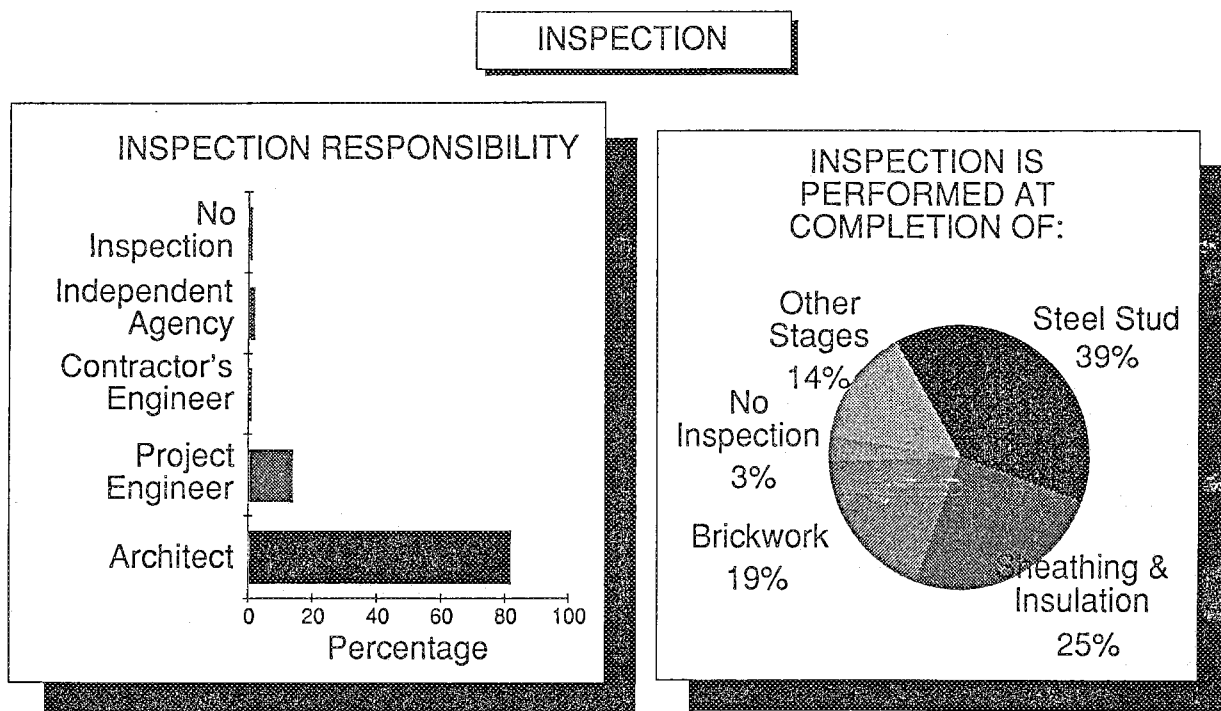 INSPECTION
INSPECTION RESPONSIBILITY
No
Inspection
Independent
Agency
Contractor's
Engineer
Project
Engineer
Architect
0 20 40 60 80 100
Percentage
INSPECTION IS
PERFORMED AT
COMPLETION OF:
Other
Stages
14%
Steel Stud
39%
No
Inspection
3%
Brickwork
19%
Sheathing &
Insulation
25%